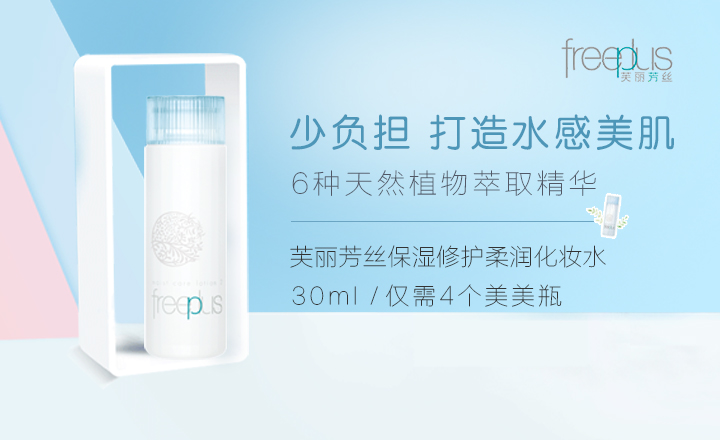 freeplus
芙丽芳丝
少负担 打造水感美肌
6种天然植物萃取精华
芙丽芳丝保湿修护柔润化妆水
30ml / 仅需4个美美瓶
freeplus